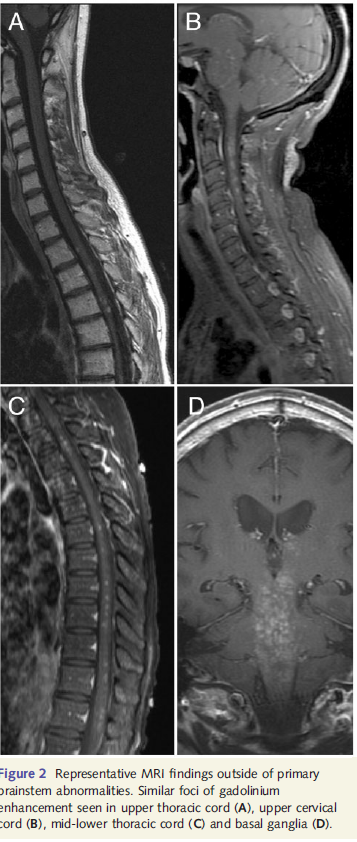 A
B
C
D
Figure 2 Representative MRI findings outside of primary
brainstem abnormalities. Similar foci of gadolinium
enhancement seen in upper thoracic cord (A), upper cervical
cord (B), mid-lower thoracic cord (C) and basal ganglia (D).